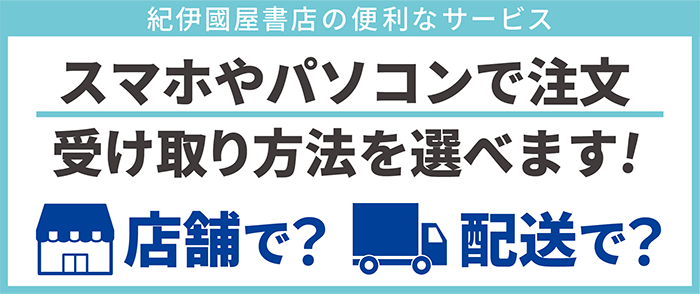 紀伊國屋書店の便利なサービス
スマホやパソコンで注文
受け取り方法を選べます!
店舗で? 配送で?